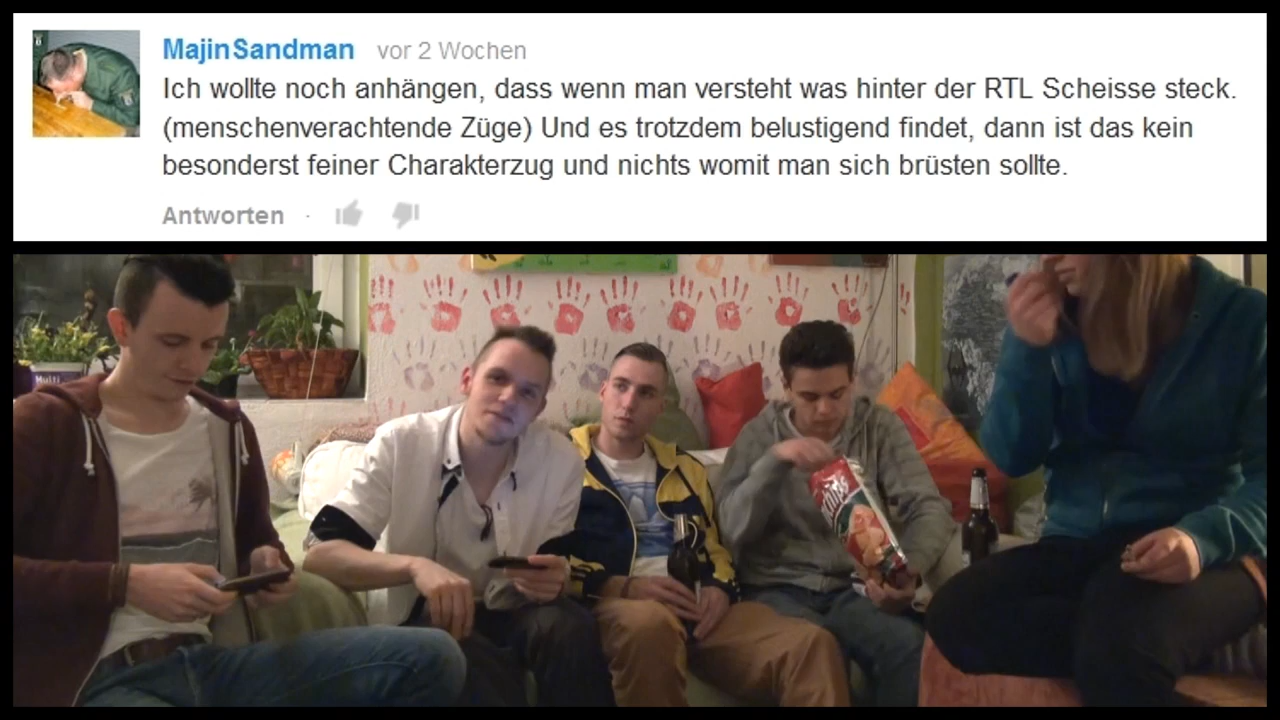 MajinSandman vor 2 Wochen
Ich wollte noch anhängen, dass wenn man versteht was hinter der RTL Scheisse steck.
(menschenverachtende Züge) Und es trotzdem belustigend findet, dann ist das kein
besonderst feiner Charakterzug und nichts womit man sich brüsten sollte.
Antworten ·
Multi
Chips